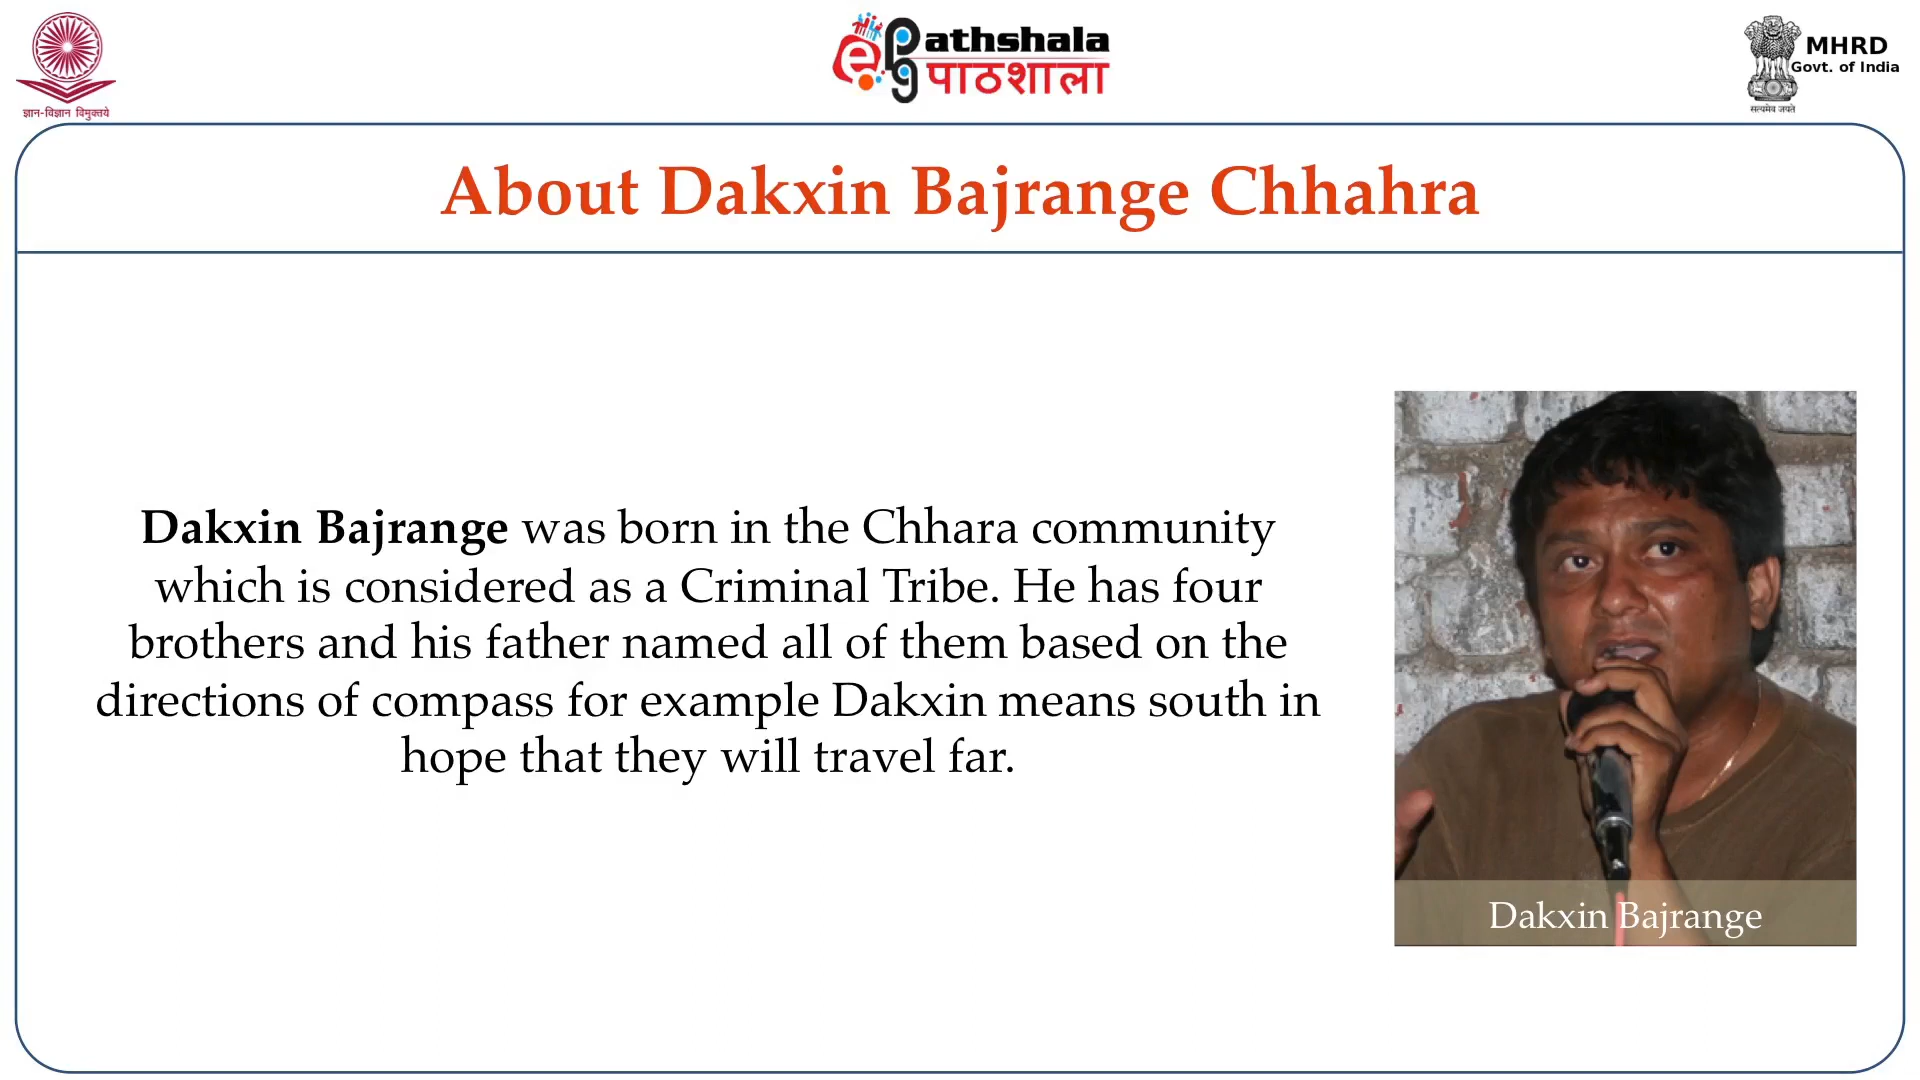 ज्ञान-विज्ञान विमुक्तये
ePathshala
पाठशाला
MHRD
Govt. of India
सत्यमेव जयते
About Dakxin Bajrange Chhahra
Dakxin Bajrange was born in the Chhara community
which is considered as a Criminal Tribe. He has four
brothers and his father named all of them based on the
directions of compass for example Dakxin means south in
hope that they will travel far.
Dakxin Bajrange